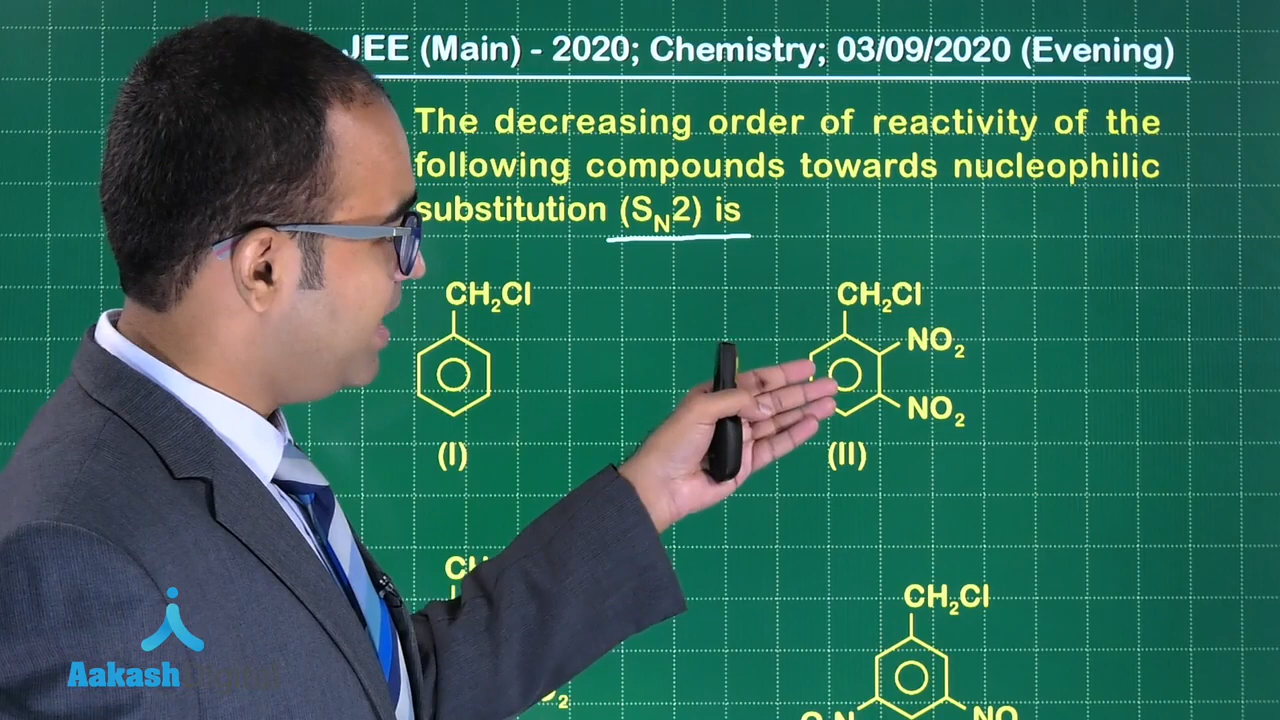 JEE (Main) - 2020; Chemistry; 03/09/2020 (Evening)
The decreasing order of reactivity of the
following compounds towards nucleophilic
substitution (SN2) is
CH2Cl
CH2Cl
NO2
NO2
(I)
(II)
CH2Cl
Aakash